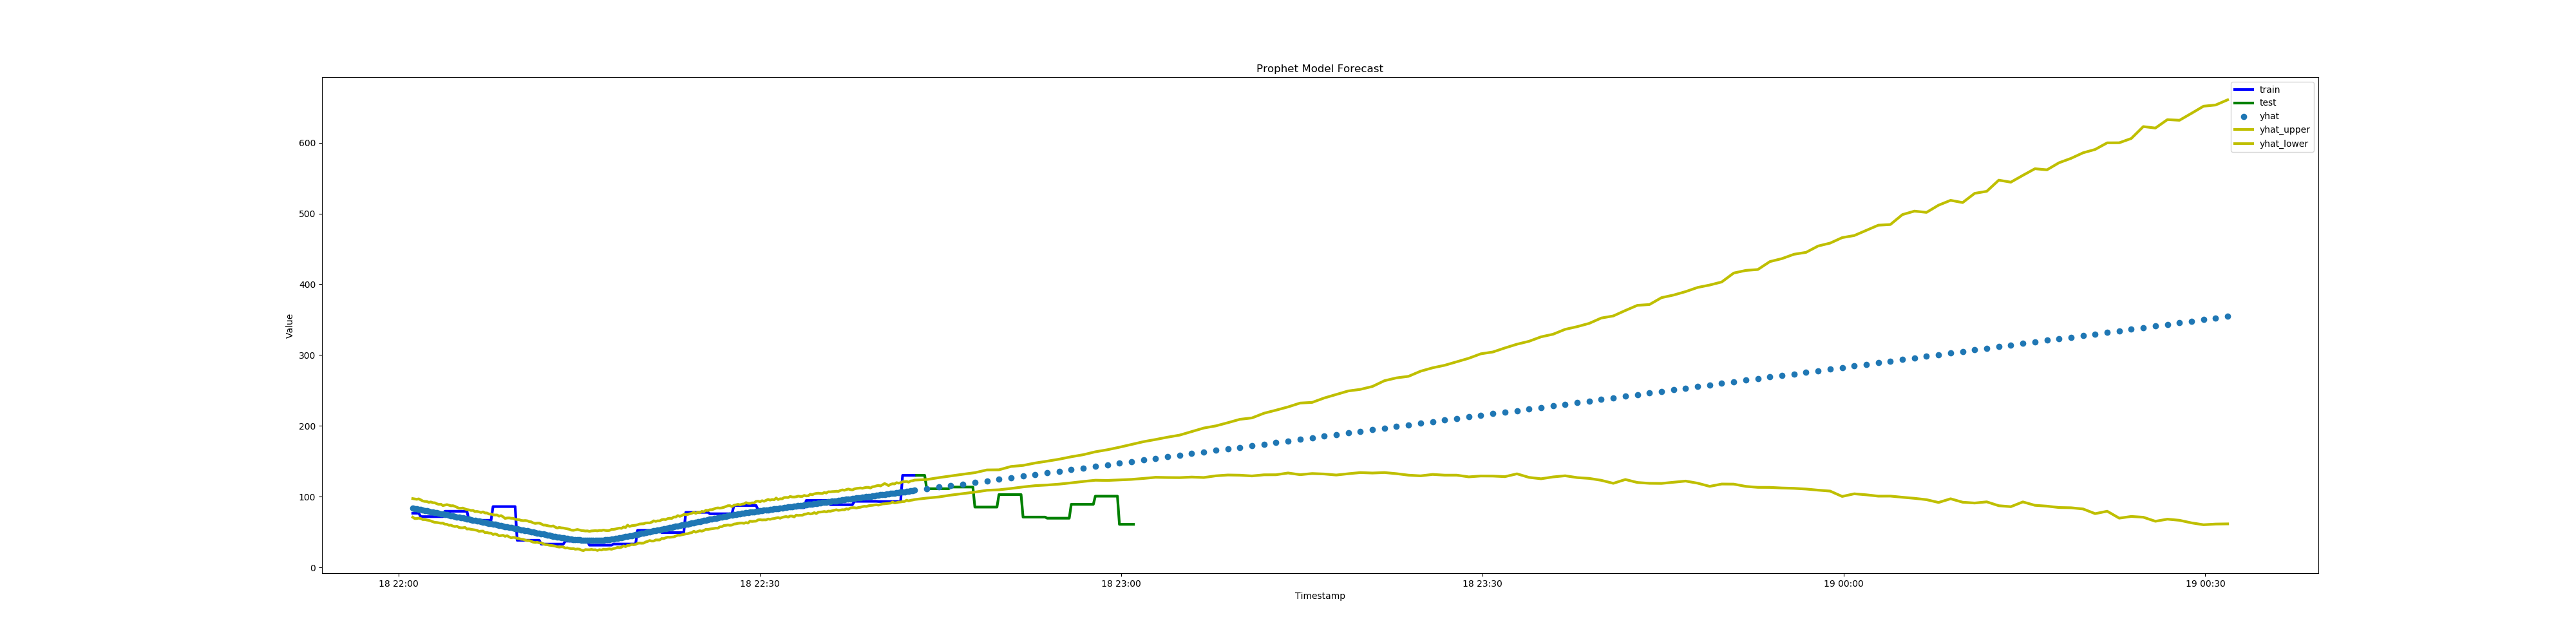 Prophet Model Forecast
train
test
yhat
yhat_upper
yhat_lower
600
500
400
300
200
100
0
Value
18 22:00
18 22:30
18 23:00
18 23:30
19 00:00
19 00:30
Timestamp